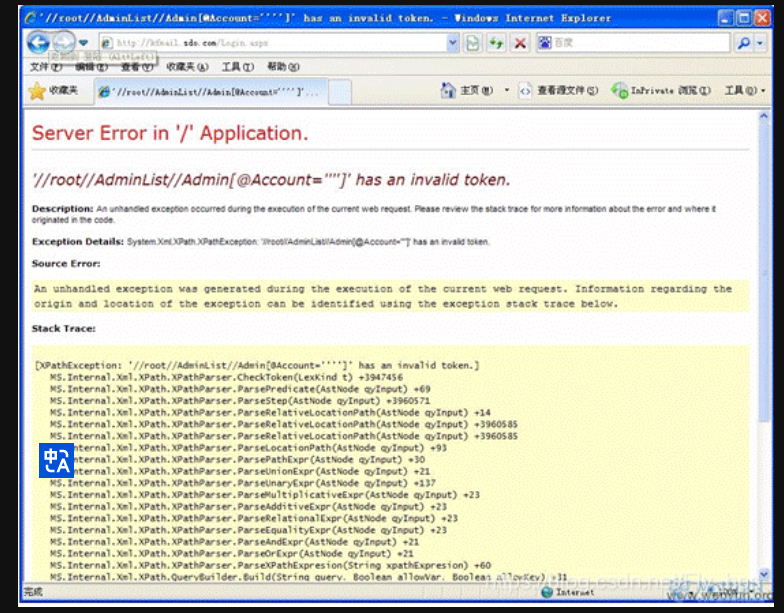 '//root//AdminList//Admin[@Account=''''']' has an invalid token. - Windows Internet Explorer
http://kfmail.sdo.com/Login.aspx
百度
文件(F) 编辑(E) 查看(V) 收藏夹(A) 工具(T) 帮助(H)
收藏夹
'//root//AdminList//Admin[@Account=''''']'...
主页(M)
查看源文件(S)
InPrivate 浏览(I)
工具(O)
Server Error in '/' Application.
'//root//AdminList//Admin[@Account=''''']' has an invalid token.
Description: An unhandled exception occurred during the execution of the current web request. Please review the stack trace for more information about the error and where it
originated in the code.
Exception Details: System.Xml.XPath.XPathException: '//root//AdminList//Admin[@Account=''''']' has an invalid token.
Source Error:
An unhandled exception was generated during the execution of the current web request. Information regarding the
origin and location of the exception can be identified using the exception stack trace below.
Stack Trace:
[XPathException: '//root//AdminList//Admin[@Account=''''']' has an invalid token.]
MS.Internal.Xml.XPath.XPathParser.CheckToken(LexKind t) +3947456
MS.Internal.Xml.XPath.XPathParser.ParsePredicate(AstNode qyInput) +69
MS.Internal.Xml.XPath.XPathParser.ParseStep(AstNode qyInput) +3960571
MS.Internal.Xml.XPath.XPathParser.ParseRelativeLocationPath(AstNode qyInput) +14
MS.Internal.Xml.XPath.XPathParser.ParseRelativeLocationPath(AstNode qyInput) +3960585
MS.Internal.Xml.XPath.XPathParser.ParseRelativeLocationPath(AstNode qyInput) +3960585
MS.Internal.Xml.XPath.XPathParser.ParseLocationPath(AstNode qyInput) +93
Internal.Xml.XPath.XPathParser.ParsePathExpr(AstNode qyInput) +30
Internal.Xml.XPath.XPathParser.ParseUnionExpr(AstNode qyInput) +21
MS.Internal.Xml.XPath.XPathParser.ParseUnaryExpr(AstNode qyInput) +137
MS.Internal.Xml.XPath.XPathParser.ParseMultiplicativeExpr(AstNode qyInput) +23
MS.Internal.Xml.XPath.XPathParser.ParseAdditiveExpr(AstNode qyInput) +23
MS.Internal.Xml.XPath.XPathParser.ParseRelationalExpr(AstNode qyInput) +23
MS.Internal.Xml.XPath.XPathParser.ParseEqualityExpr(AstNode qyInput) +23
MS.Internal.Xml.XPath.XPathParser.ParseAndExpr(AstNode qyInput) +21
MS.Internal.Xml.XPath.XPathParser.ParseOrExpr(AstNode qyInput) +21
MS.Internal.Xml.XPath.XPathParser.ParseXPathExpresion(String xpathExpresion) +60
MS.Internal.Xml.XPath.QueryBuilder.Build(String query, Boolean allowVar, Boolean allowKey) +31
完成
Internet
中A